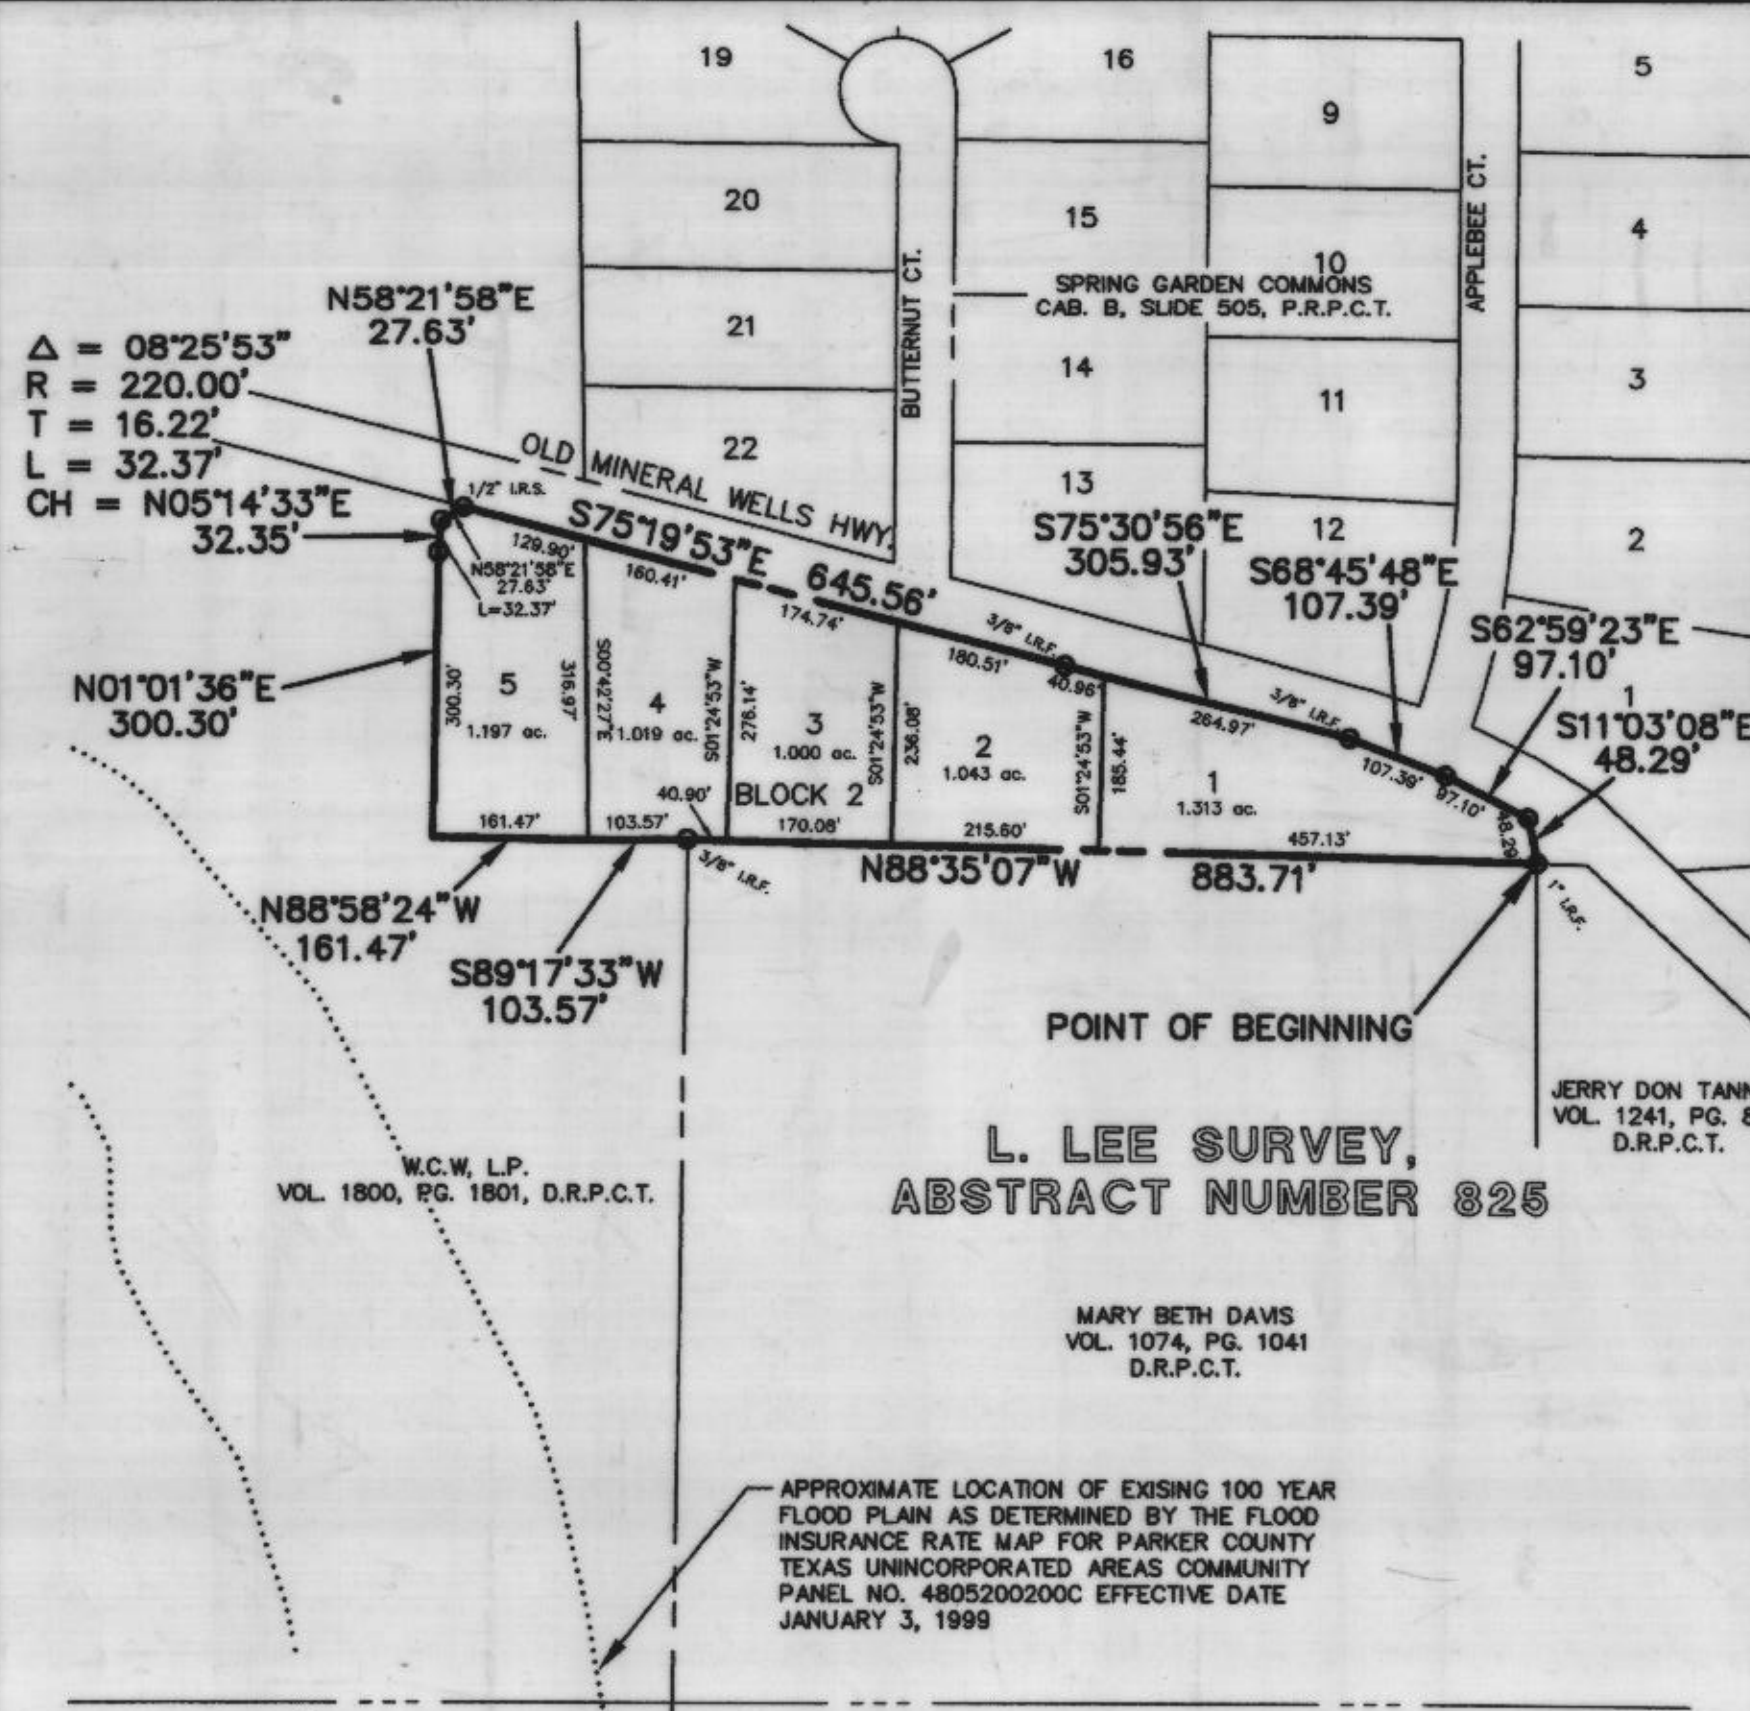 19
16
9
5
20
15
10
4
SPRING GARDEN COMMONS
CAB. B, SLIDE 505, P.R.P.C.T.
BUTTERNUT CT.
APPLEBEE CT.
21
14
11
3
22
13
12
2
1
OLD MINERAL WELLS HWY.
N58°21'58"E
27.63'
Δ = 08°25'53"
R = 220.00'
T = 16.22'
L = 32.37'
CH = N05°14'33"E
32.35'
1/2" I.R.S.
S75°19'53"E 645.56'
129.90'
N58°21'58"E
27.63'
L=32.37'
160.41'
174.74'
180.51'
3/8" I.R.F.
40.96'
S75°30'56"E
305.93'
S68°45'48"E
107.39'
S62°59'23"E
97.10'
S11°03'08"E
48.29'
264.97'
3/8" I.R.F.
107.39'
97.10'
48.29
N01°01'36"E
300.30'
300.30'
5
1.197 ac.
316.97'
S00°42'27"E
4
1.019 ac.
S01°24'53"W
276.14'
3
1.000 ac.
S01°24'53"W
236.08'
2
1.043 ac.
S01°24'53"W
185.44'
1
1.313 ac.
BLOCK 2
161.47'
103.57'
40.90'
170.08'
215.60'
457.13'
3/8" I.R.F.
N88°35'07"W 883.71'
1" I.R.F.
N88°58'24"W
161.47'
S89°17'33"W
103.57'
POINT OF BEGINNING
JERRY DON TANN
VOL. 1241, PG. 8
D.R.P.C.T.
L. LEE SURVEY,
ABSTRACT NUMBER 825
W.C.W, L.P.
VOL. 1800, PG. 1801, D.R.P.C.T.
MARY BETH DAVIS
VOL. 1074, PG. 1041
D.R.P.C.T.
APPROXIMATE LOCATION OF EXISING 100 YEAR
FLOOD PLAIN AS DETERMINED BY THE FLOOD
INSURANCE RATE MAP FOR PARKER COUNTY
TEXAS UNINCORPORATED AREAS COMMUNITY
PANEL NO. 4805200200C EFFECTIVE DATE
JANUARY 3, 1999